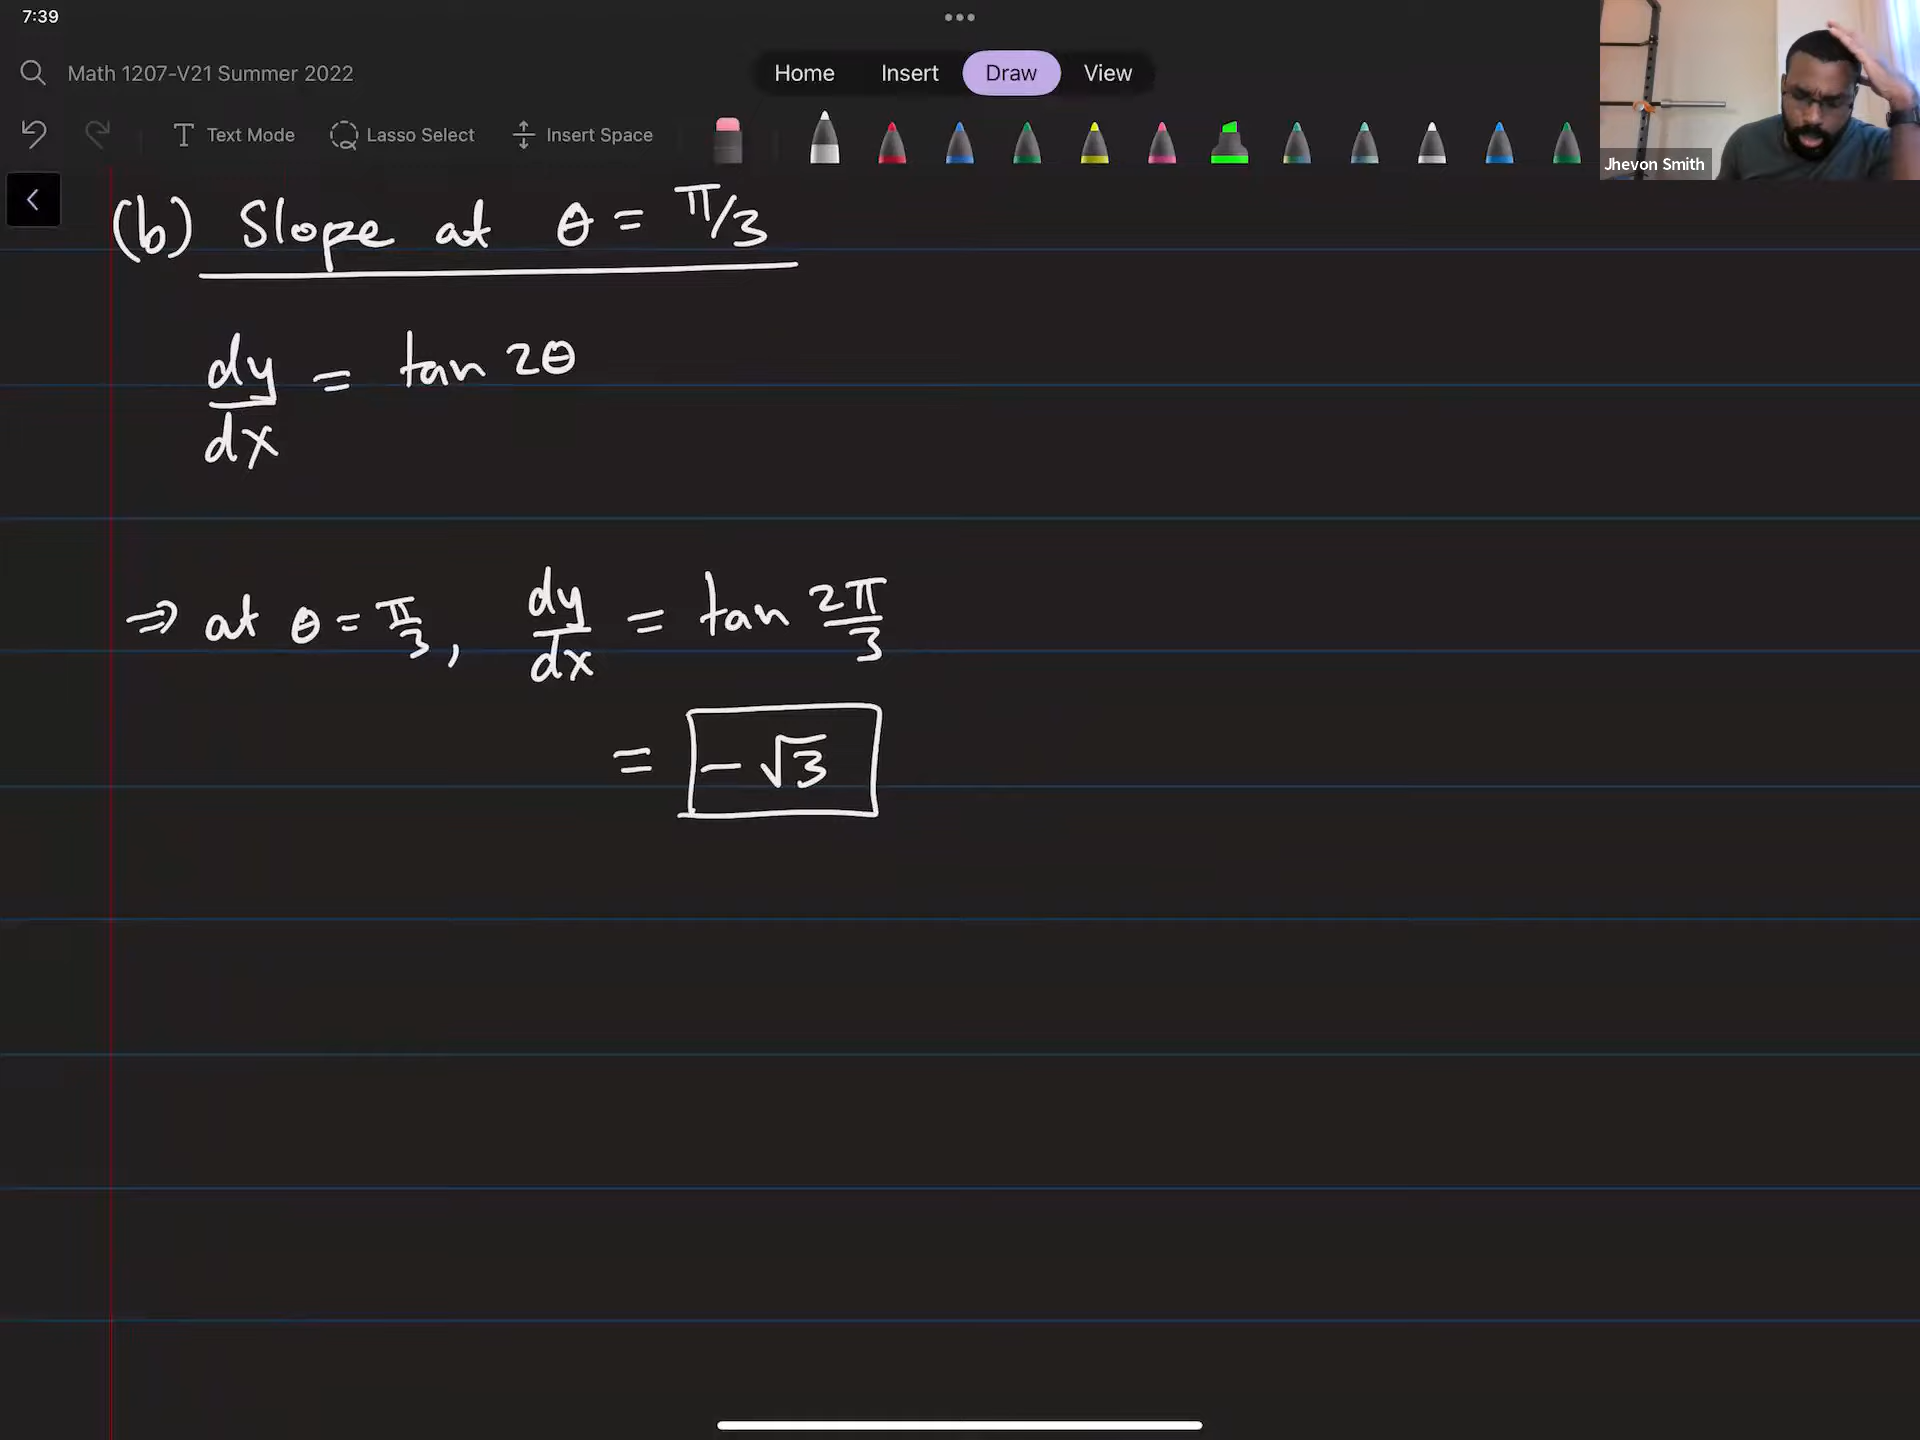 7:39
Math 1207-V21 Summer 2022
Home Insert Draw View
Text Mode Lasso Select Insert Space
Jhevon Smith
(b) Slope at θ = π/3
dy/dx = tan 2θ
⇒ at θ = π/3, dy/dx = tan 2π/3
= -√3